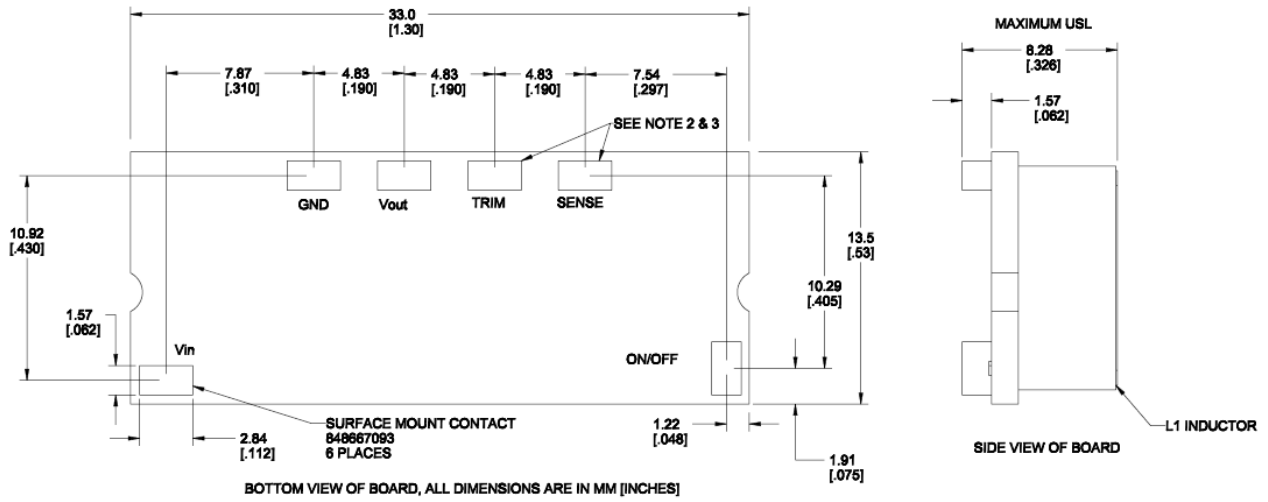 33.0
[1.30]
MAXIMUM USL
8.28
[.326]
7.87
[.310]
4.83
[.190]
4.83
[.190]
4.83
[.190]
7.54
[.297]
1.57
[.062]
SEE NOTE 2 & 3
GND
Vout
TRIM
SENSE
10.92
[.430]
13.5
[.53]
10.29
[.405]
1.57
[.062]
Vin
ON/OFF
SURFACE MOUNT CONTACT
848667093
6 PLACES
2.84
[.112]
1.22
[.048]
1.91
[.075]
L1 INDUCTOR
SIDE VIEW OF BOARD
BOTTOM VIEW OF BOARD, ALL DIMENSIONS ARE IN MM [INCHES]